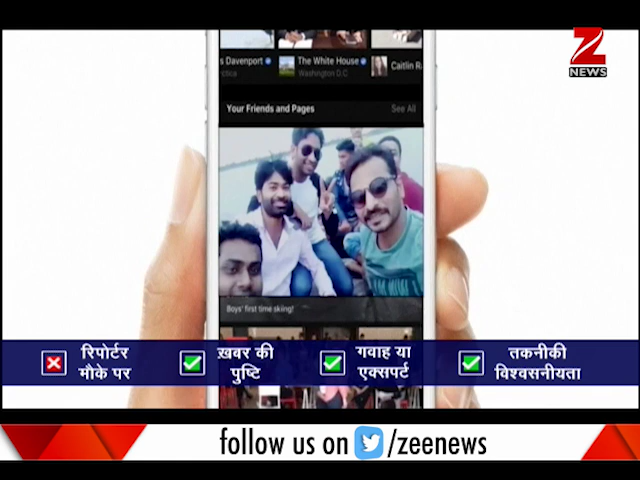 Z
NEWS
s Davenport
The White House
Washington D.C
Caitlin R
Your Friends and Pages
See All
Boys' first time skiing!
रिपोर्टर
मौके पर
ख़बर की
पुष्टि
गवाह या
एक्सपर्ट
तकनीकी
विश्वसनीयता
follow us on /zeenews